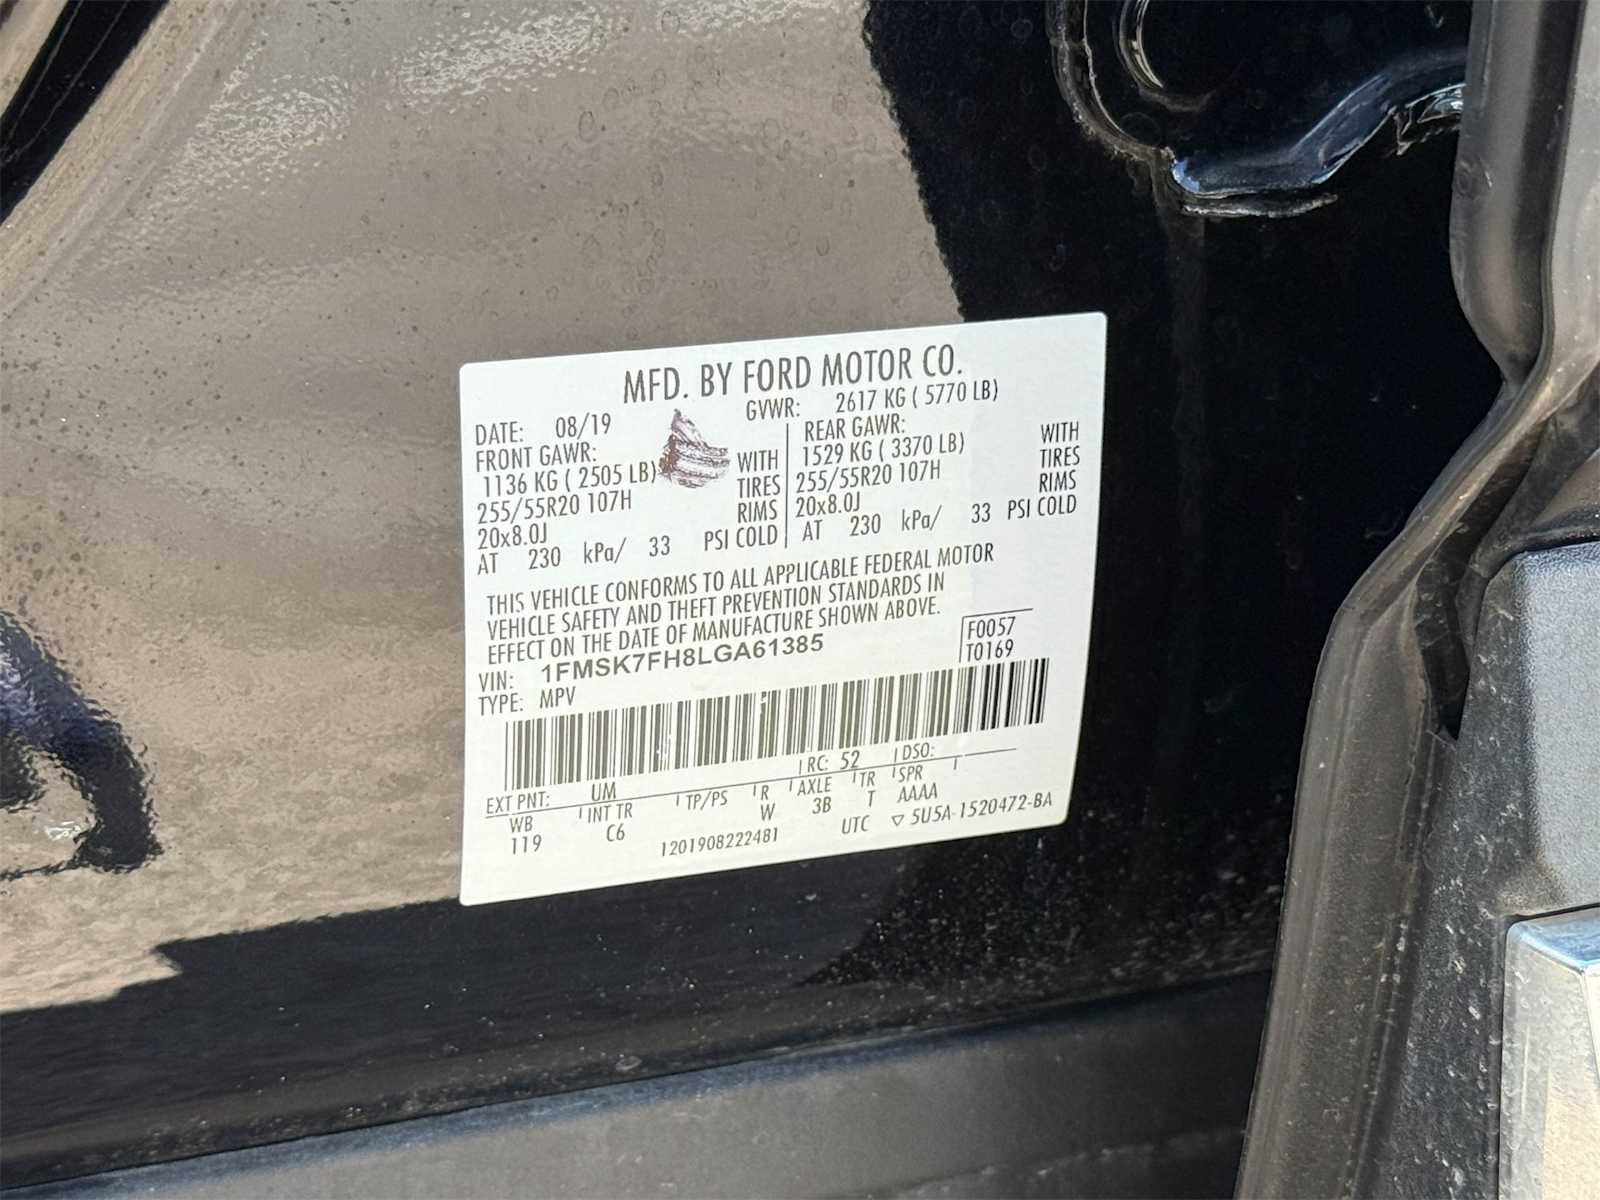 MFD. BY FORD MOTOR CO.
DATE: 08/19 GVWR: 2617 KG ( 5770 LB)
FRONT GAWR: REAR GAWR:
1136 KG ( 2505 LB) WITH 1529 KG ( 3370 LB) WITH
255/55R20 107H TIRES 255/55R20 107H TIRES
20x8.0J RIMS 20x8.0J RIMS
AT 230 kPa/ 33 PSI COLD AT 230 kPa/ 33 PSI COLD
THIS VEHICLE CONFORMS TO ALL APPLICABLE FEDERAL MOTOR
VEHICLE SAFETY AND THEFT PREVENTION STANDARDS IN
EFFECT ON THE DATE OF MANUFACTURE SHOWN ABOVE.
VIN: 1FMSK7FH8LGA61385 F0057
TYPE: MPV T0169
EXT PNT: UM RC: 52 DSO:
WB INT TR TP/PS R AXLE TR SPR
119 C6 W 3B T AAAA
1201908222481 UTC ▽ 5U5A-1520472-BA